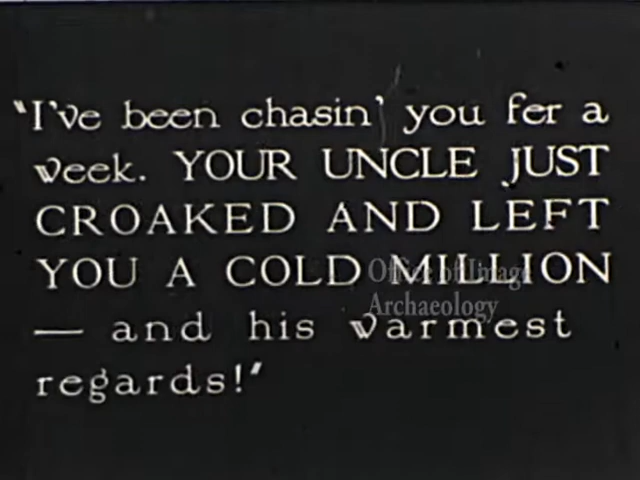 "I've been chasin' you fer a
week. YOUR UNCLE JUST
CROAKED AND LEFT
YOU A COLD MILLION
— and his warmest
regards!"
Office of Image
Archaeology